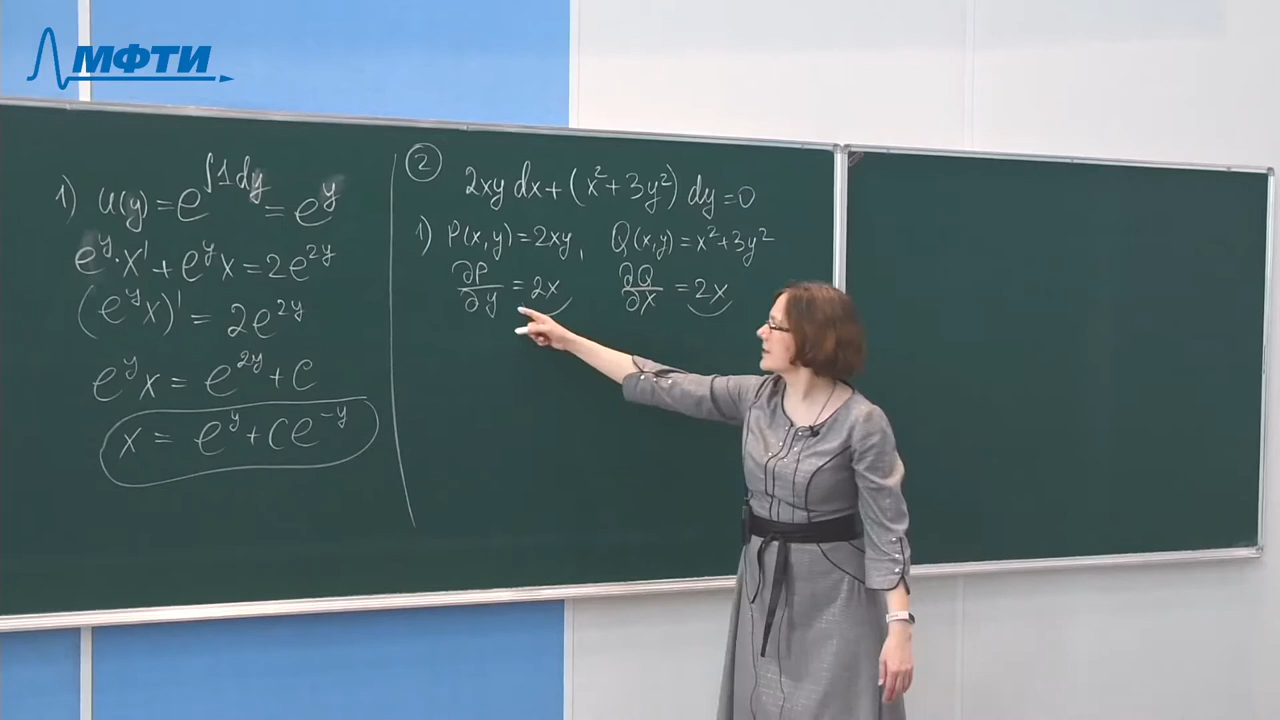 МФТИ
1) u(y) = e^{∫1dy} = e^y
e^y · x' + e^y x = 2e^{2y}
(e^y x)' = 2e^{2y}
e^y x = e^{2y} + C
x = e^y + Ce^{-y}
②
2xy dx + (x² + 3y²) dy = 0
1) P(x,y) = 2xy, Q(x,y) = x² + 3y²
∂P/∂y = 2x ∂Q/∂x = 2x